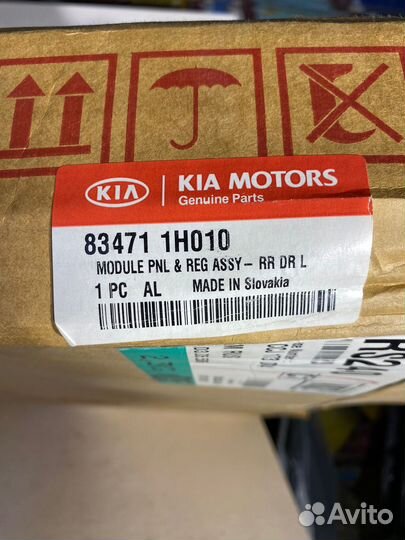 KIA
KIA MOTORS
Genuine Parts
83471 1H010
MODULE PNL & REG ASSY- RR DR L
1 PC AL MADE IN Slovakia
RS2
Avito